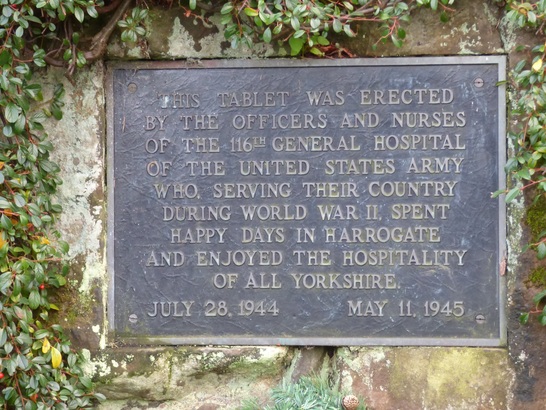 THIS TABLET WAS ERECTED
BY THE OFFICERS AND NURSES
OF THE 116TH GENERAL HOSPITAL
OF THE UNITED STATES ARMY
WHO, SERVING THEIR COUNTRY
DURING WORLD WAR II, SPENT
HAPPY DAYS IN HARROGATE
AND ENJOYED THE HOSPITALITY
OF ALL YORKSHIRE.
JULY 28, 1944 MAY 11, 1945